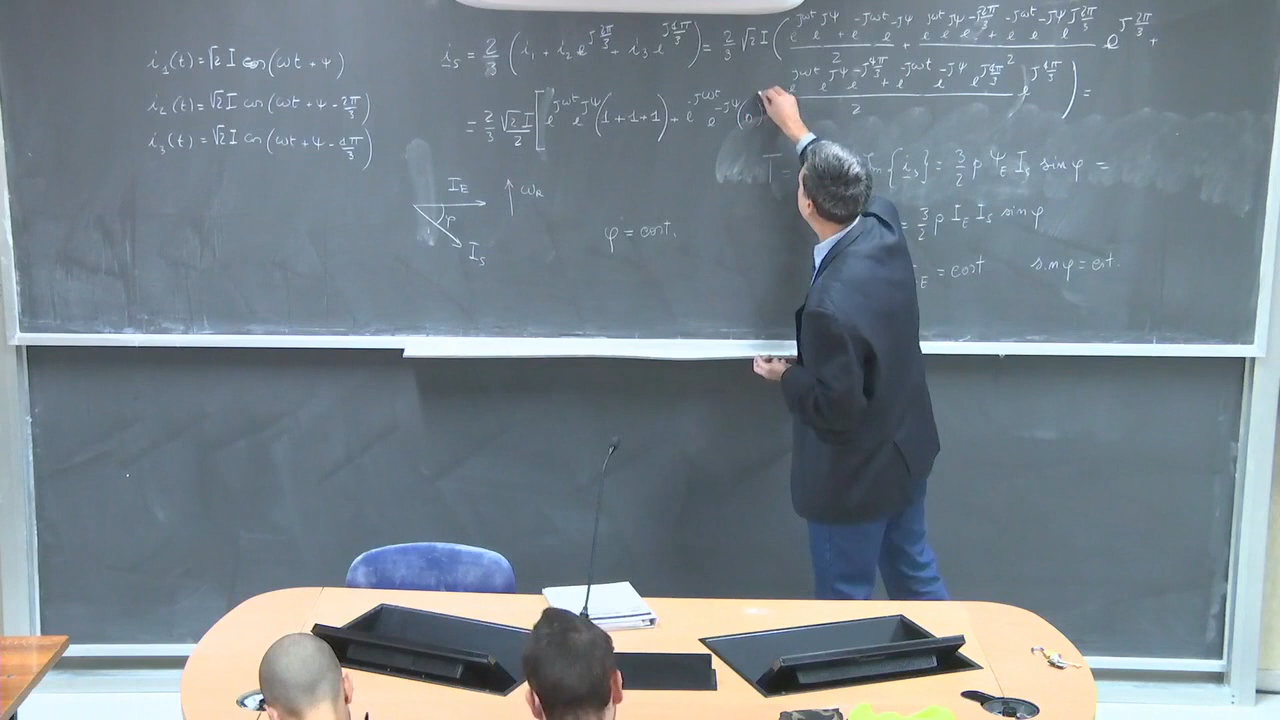 i₁(t) = √2 I cos(ωt + ψ)
i₂(t) = √2 I cos(ωt + ψ - 2π/3)
i₃(t) = √2 I cos(ωt + ψ - 4π/3)
i_s = 2/3 (i₁ + i₂ e^{j2π/3} + i₃ e^{j4π/3}) = 2/3 √2 I ( (e^{jωt} e^{jψ} + e^{-jωt} e^{-jψ})/2 + (e^{jωt} e^{jψ} e^{-j2π/3} + e^{-jωt} e^{-jψ} e^{j2π/3})/2 e^{j2π/3} +
(e^{jωt} e^{jψ} e^{-j4π/3} + e^{-jωt} e^{-jψ} e^{j4π/3})/2 e^{j4π/3} ) =
= 2/3 √2 I/2 [ e^{jωt} e^{jψ} (1+1+1) + e^{-jωt} e^{-jψ} (0)
I_E
ω_R
φ
I_S
φ = cost.
T =
{i_s} = 3/2 p Ψ_E I_S sin φ =
= 3/2 p I_E I_S sin φ
I_E = cost
sin φ = cost.